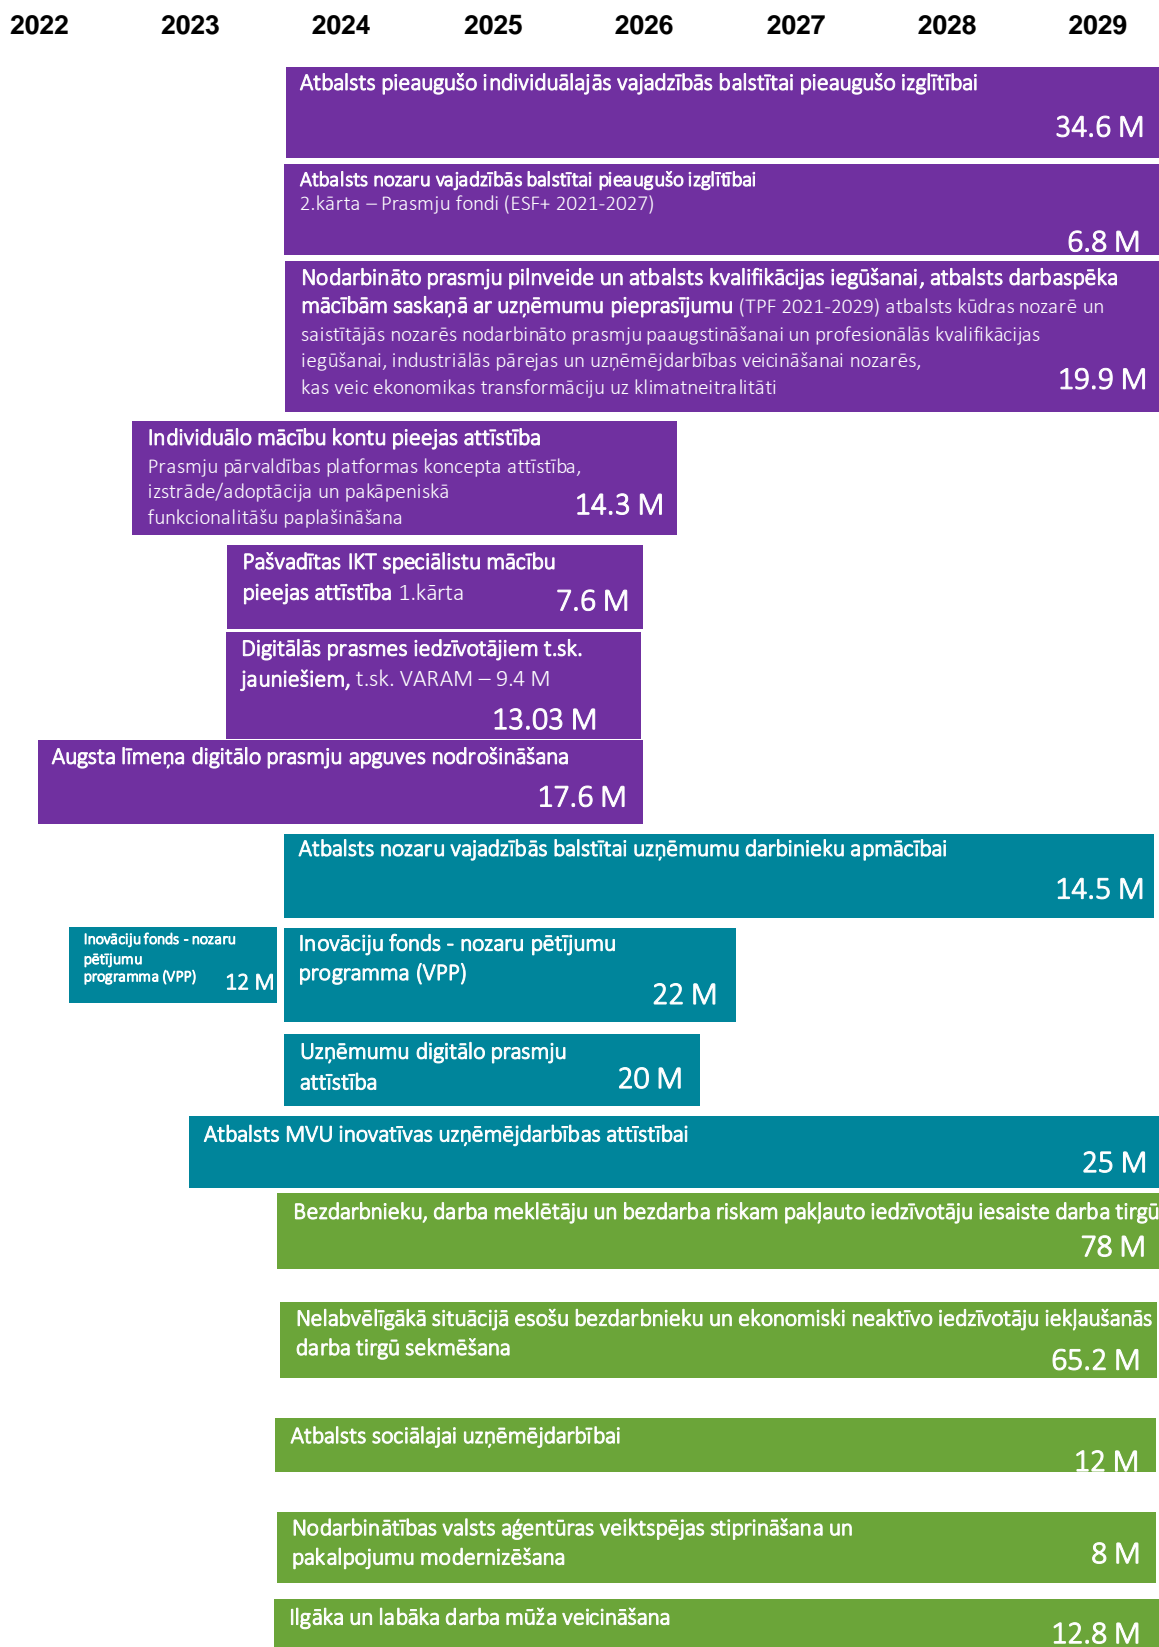 2022 2023 2024 2025 2026 2027 2028 2029
Atbalsts pieaugušo individuālajās vajadzībās balstītai pieaugušo izglītībai
34.6 M
Atbalsts nozaru vajadzībās balstītai pieaugušo izglītībai
2.kārta – Prasmju fondi (ESF+ 2021-2027)
6.8 M
Nodarbināto prasmju pilnveide un atbalsts kvalifikācijas iegūšanai, atbalsts darbaspēka
mācībām saskaņā ar uzņēmumu pieprasījumu (TPF 2021-2029) atbalsts kūdras nozarē un
saistītājās nozarēs nodarbināto prasmju paaugstināšanai un profesionālās kvalifikācijas
iegūšanai, industriālās pārejas un uzņēmējdarbības veicināšanai nozarēs,
kas veic ekonomikas transformāciju uz klimatneitralitāti
19.9 M
Individuālo mācību kontu pieejas attīstība
Prasmju pārvaldības platformas koncepta attīstība,
izstrāde/adoptācija un pakāpeniskā
funkcionalitāšu paplašināšana
14.3 M
Pašvadītas IKT speciālistu mācību
pieejas attīstība 1.kārta
7.6 M
Digitālās prasmes iedzīvotājiem t.sk.
jauniešiem, t.sk. VARAM – 9.4 M
13.03 M
Augsta līmeņa digitālo prasmju apguves nodrošināšana
17.6 M
Atbalsts nozaru vajadzībās balstītai uzņēmumu darbinieku apmācībai
14.5 M
Inovāciju fonds - nozaru
pētījumu
programma (VPP)
12 M
Inovāciju fonds - nozaru pētījumu
programma (VPP)
22 M
Uzņēmumu digitālo prasmju
attīstība
20 M
Atbalsts MVU inovatīvas uzņēmējdarbības attīstībai
25 M
Bezdarbnieku, darba meklētāju un bezdarba riskam pakļauto iedzīvotāju iesaiste darba tirgū
78 M
Nelabvēlīgākā situācijā esošu bezdarbnieku un ekonomiski neaktīvo iedzīvotāju iekļaušanās
darba tirgū sekmēšana
65.2 M
Atbalsts sociālajai uzņēmējdarbībai
12 M
Nodarbinātības valsts aģentūras veiktspējas stiprināšana un
pakalpojumu modernizēšana
8 M
Ilgāka un labāka darba mūža veicināšana
12.8 M